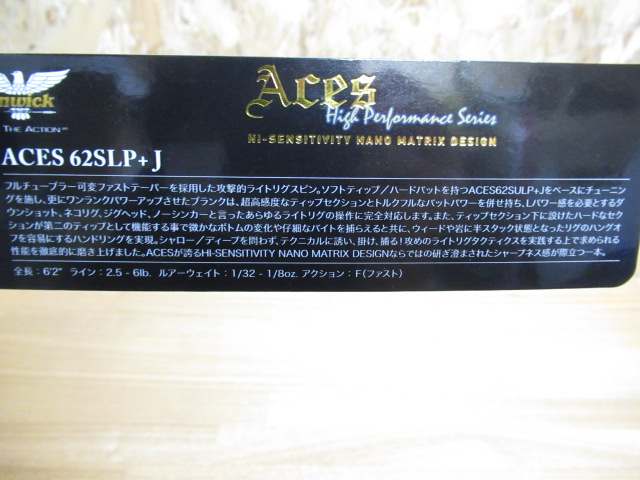 Aces
nwick
High Performance Series
THE ACTION
HI-SENSITIVITY NANO MATRIX DESIGN
ACES 62SLP+J
フルチューブラー可変ファストテーパーを採用した攻撃的ライトリグスピン。ソフトティップ／ハードバットを持つACES62SULP+Jをベースにチューニン
グを施し、更にワンランクパワーアップさせたブランクは、超高感度なティップセクションとトルクフルなバットパワーを併せ持ち、Lパワー感を必要とするダ
ウンショット、ネコリグ、ジグヘッド、ノーシンカーと言ったあらゆるライトリグの操作に完全対応します。また、ティップセクション下に設けたハードなセク
ションが第二のティップとして機能する事で微かなボトムの変化や仔細なバイトを捕らえると共に、ウィードや岩に半スタック状態となったリグのハングオ
フを容易にするハンドリングを実現。シャロー／ディープを問わず、テクニカルに誘い、掛け、捕る！攻めのライトリグタクティクスを実践する上で求められる
性能を徹底的に磨き上げました。ACESが誇るHI-SENSITIVITY NANO MATRIX DESIGNならではの研ぎ澄まされたシャープネス感が際立つ一本。
全長：6'2" ライン：2.5 - 6lb. ルアーウェイト：1/32 - 1/8oz. アクション：F(ファスト)